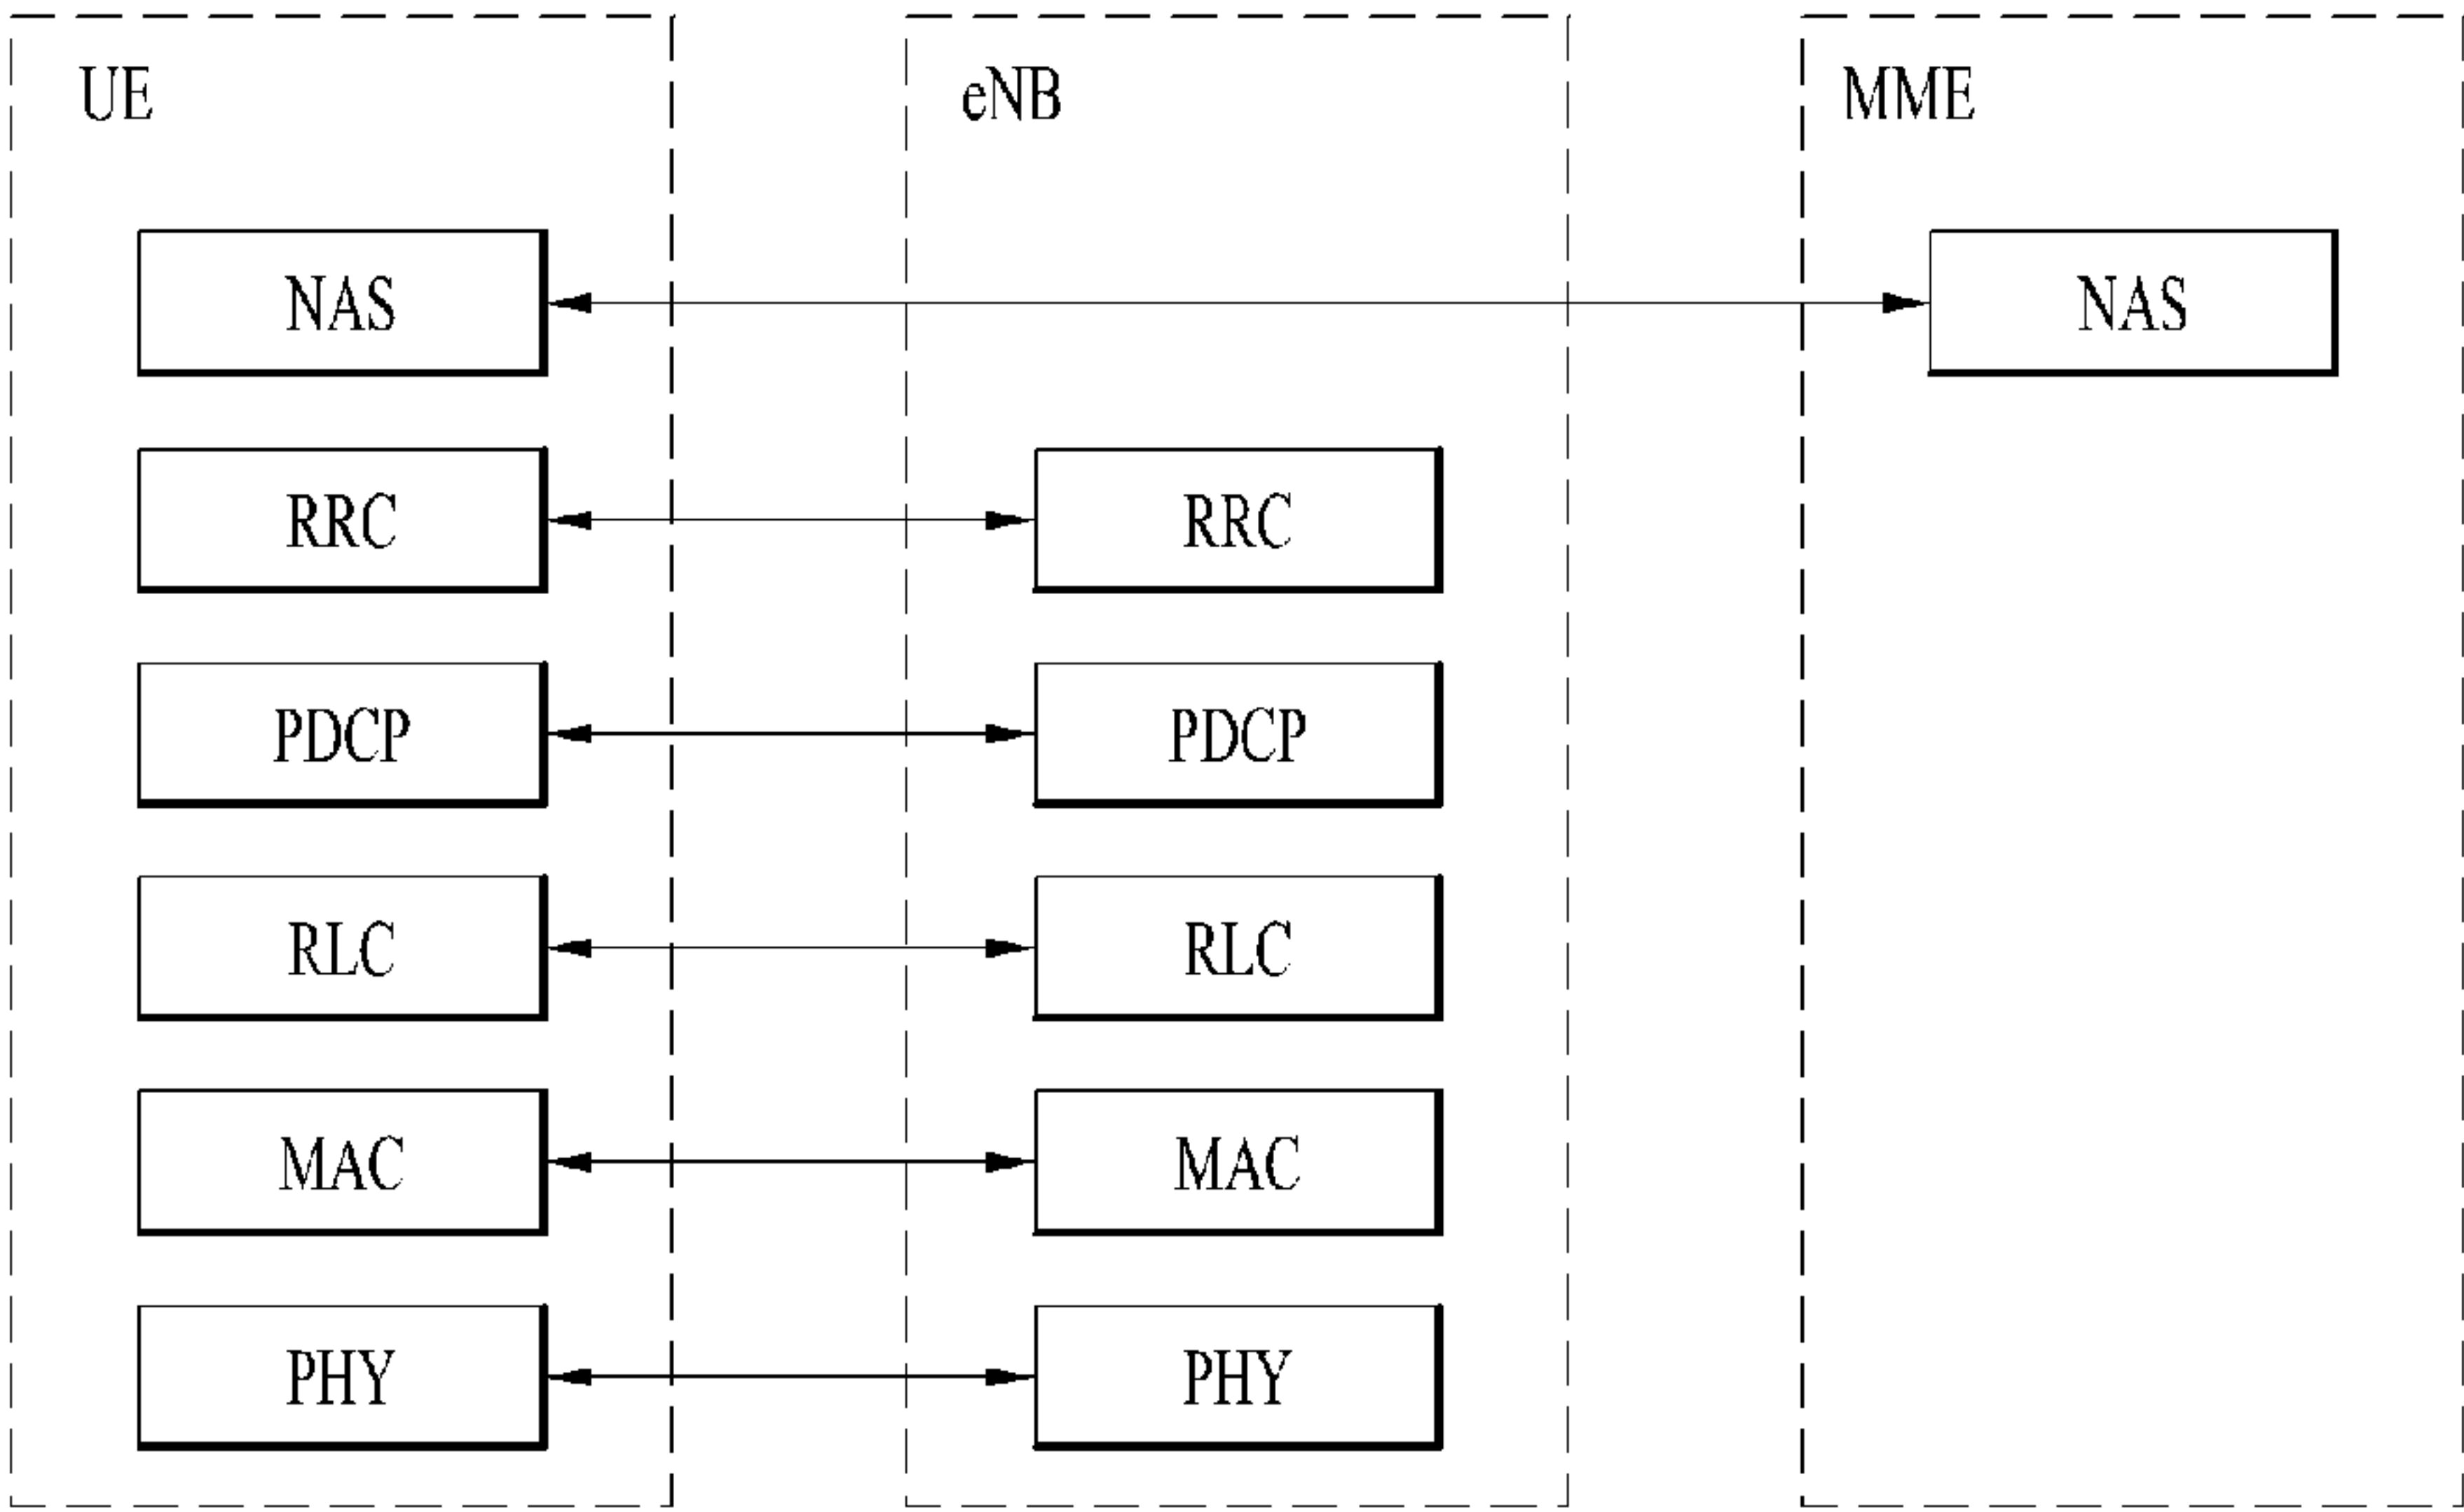 UE eNB MME
NAS NAS
RRC RRC
PDCP PDCP
RLC RLC
MAC MAC
PHY PHY